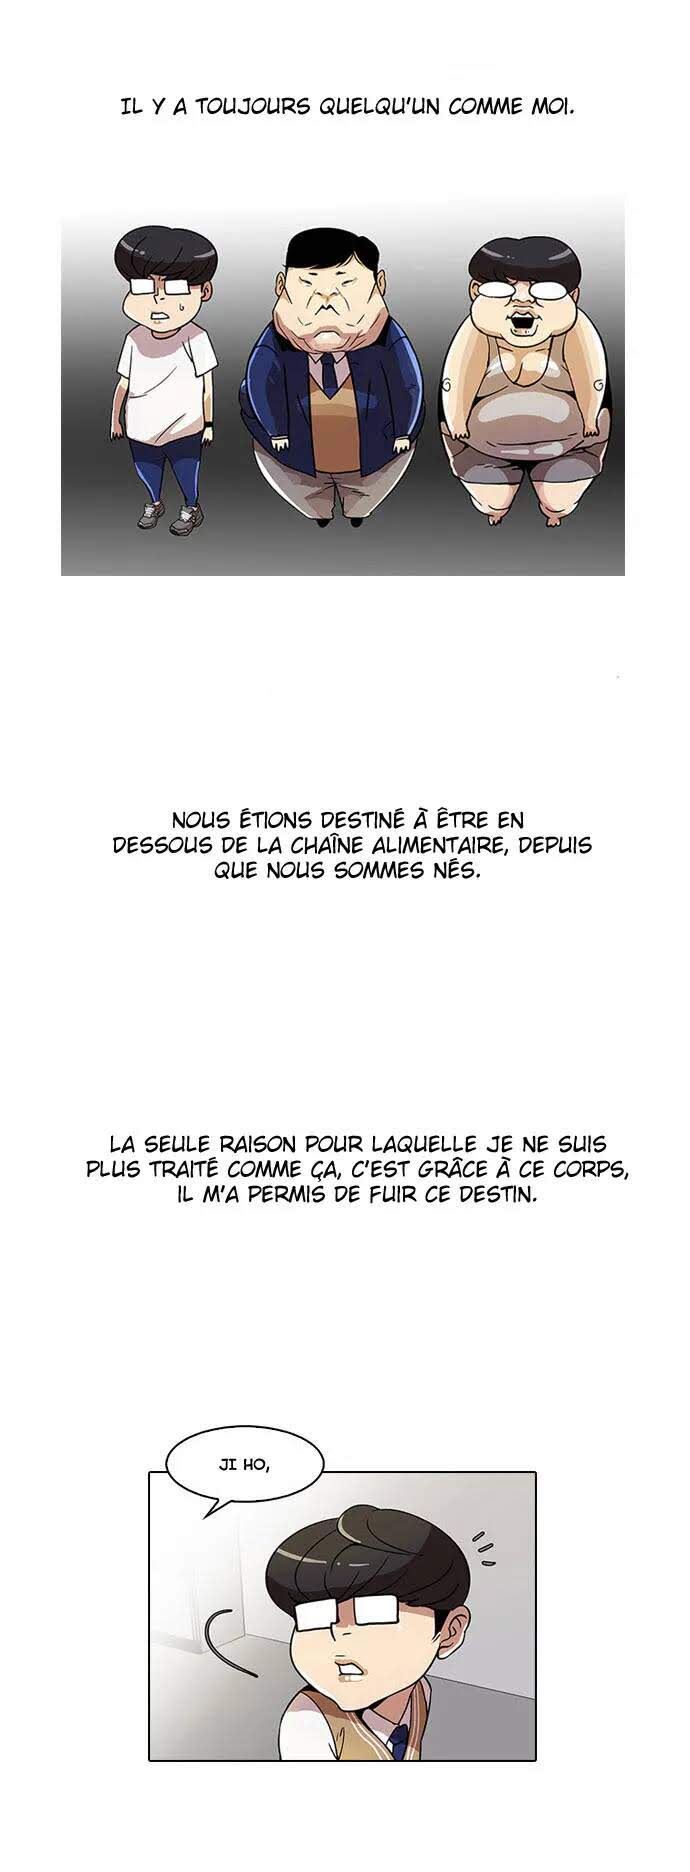 IL Y A TOUJOURS QUELQU'UN COMME MOI.
NOUS ÉTIONS DESTINÉ À ÊTRE EN
DESSOUS DE LA CHAÎNE ALIMENTAIRE, DEPUIS
QUE NOUS SOMMES NÉS.
LA SEULE RAISON POUR LAQUELLE JE NE SUIS
PLUS TRAITÉ COMME ÇA, C'EST GRÂCE À CE CORPS,
IL M'A PERMIS DE FUIR CE DESTIN.
JI HO,